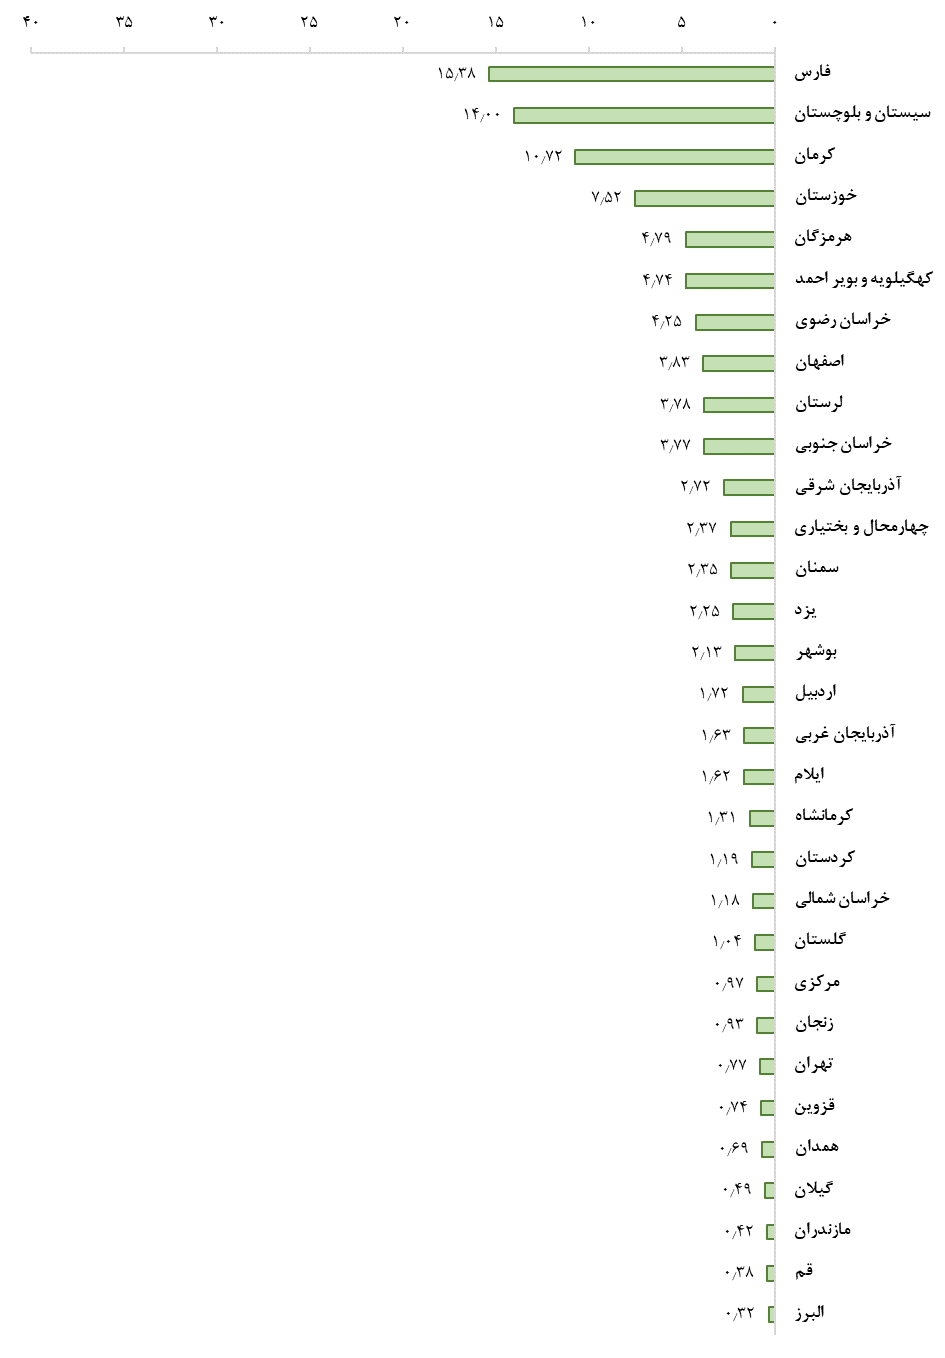 ۰ ۵ ۱۰ ۱۵ ۲۰ ۲۵ ۳۰ ۳۵ ۴۰
فارس ۱۵٫۳۸
سیستان و بلوچستان ۱۴٫۰۰
کرمان ۱۰٫۷۲
خوزستان ۷٫۵۲
هرمزگان ۴٫۷۹
کهگیلویه و بویر احمد ۴٫۷۴
خراسان رضوی ۴٫۲۵
اصفهان ۳٫۸۳
لرستان ۳٫۷۸
خراسان جنوبی ۳٫۷۷
آذربایجان شرقی ۲٫۷۲
چهارمحال و بختیاری ۲٫۳۷
سمنان ۲٫۳۵
یزد ۲٫۲۵
بوشهر ۲٫۱۳
اردبیل ۱٫۷۲
آذربایجان غربی ۱٫۶۳
ایلام ۱٫۶۲
کرمانشاه ۱٫۳۱
کردستان ۱٫۱۹
خراسان شمالی ۱٫۱۸
گلستان ۱٫۰۴
مرکزی ۰٫۹۷
زنجان ۰٫۹۳
تهران ۰٫۷۷
قزوین ۰٫۷۴
همدان ۰٫۶۹
گیلان ۰٫۴۹
مازندران ۰٫۴۲
قم ۰٫۳۸
البرز ۰٫۳۲